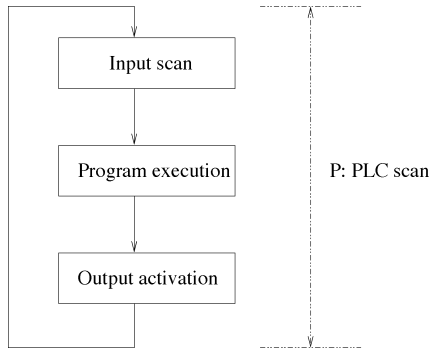 Input scan
Program execution
P: PLC scan
Output activation